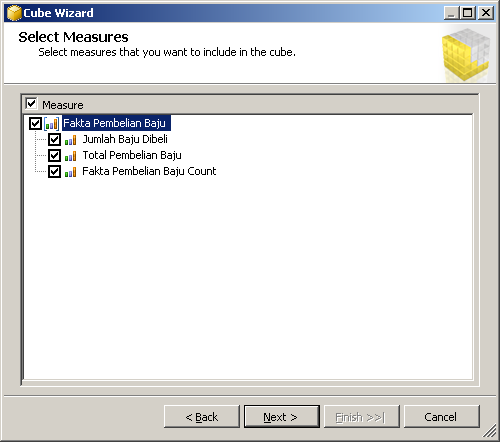 Cube Wizard
Select Measures
Select measures that you want to include in the cube.
Measure
Fakta Pembelian Baju
Jumlah Baju Dibeli
Total Pembelian Baju
Fakta Pembelian Baju Count
< Back
Next >
Finish >>|
Cancel